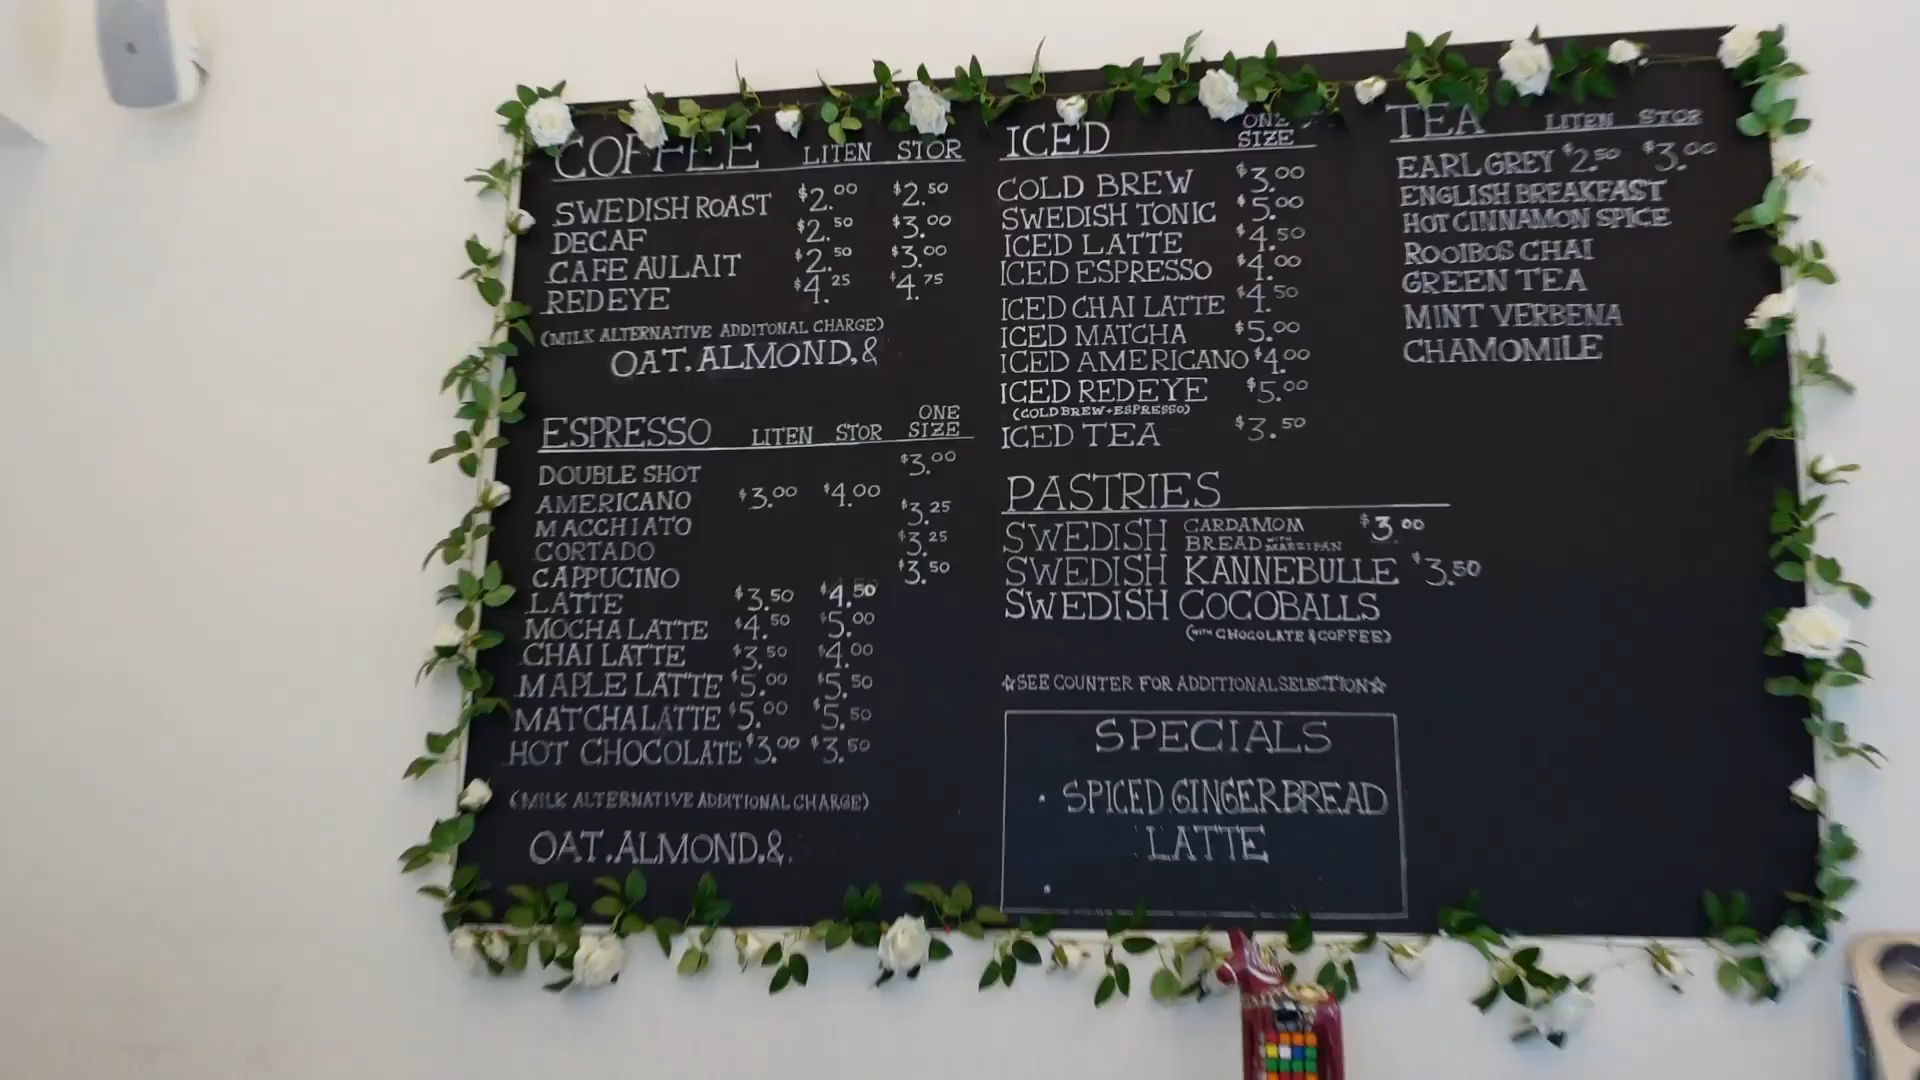 COFFEE LITEN STOR
SWEDISH ROAST $2.00 $2.50
DECAF $2.50 $3.00
CAFE AU LAIT $2.50 $3.00
REDEYE $4.25 $4.75
(MILK ALTERNATIVE ADDITONAL CHARGE)
OAT. ALMOND, &
ESPRESSO LITEN STOR ONE SIZE
DOUBLE SHOT $3.00
AMERICANO $3.00 $4.00
MACCHIATO $3.25
CORTADO $3.25
CAPPUCINO $3.50
LATTE $3.50 $4.50
MOCHA LATTE $4.50 $5.00
CHAI LATTE $3.50 $4.00
MAPLE LATTE $5.00 $5.50
MATCHA LATTE $5.00 $5.50
HOT CHOCOLATE $3.00 $3.50
(MILK ALTERNATIVE ADDITIONAL CHARGE)
OAT. ALMOND. &
ICED ONE SIZE
COLD BREW $3.00
SWEDISH TONIC $5.00
ICED LATTE $4.50
ICED ESPRESSO $4.00
ICED CHAI LATTE $4.50
ICED MATCHA $5.00
ICED AMERICANO $4.00
ICED REDEYE $5.00
(COLD BREW + ESPRESSO)
ICED TEA $3.50
PASTRIES
SWEDISH CARDAMOM BREAD WITH MARZIPAN $3.00
SWEDISH KANNEBULLE $3.50
SWEDISH COCOBALLS
(WITH CHOCOLATE & COFFEE)
☆SEE COUNTER FOR ADDITIONAL SELECTION☆
SPECIALS
• SPICED GINGERBREAD
LATTE
TEA LITEN STOR
EARL GREY $2.50 $3.00
ENGLISH BREAKFAST
HOT CINNAMON SPICE
ROOIBOS CHAI
GREEN TEA
MINT VERBENA
CHAMOMILE